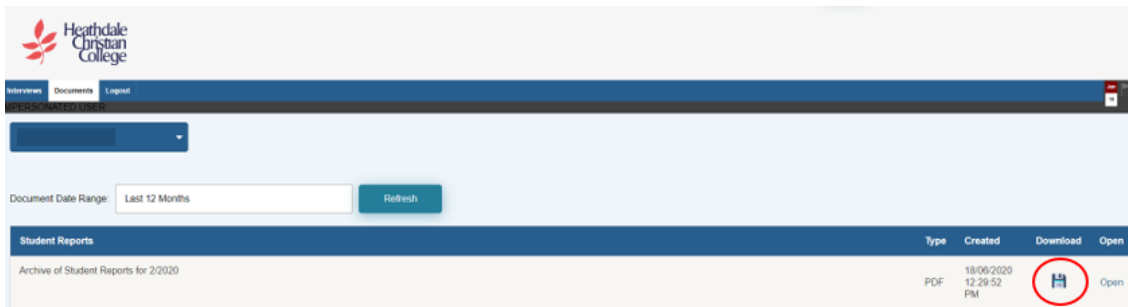 Heathdale
Christian
College
Interviews Documents Logout
MPERSONATED USER
Document Date Range: Last 12 Months Refresh
Student Reports Type Created Download Open
Archive of Student Reports for 2/2020 PDF 18/06/2020 12:29:52 PM Open